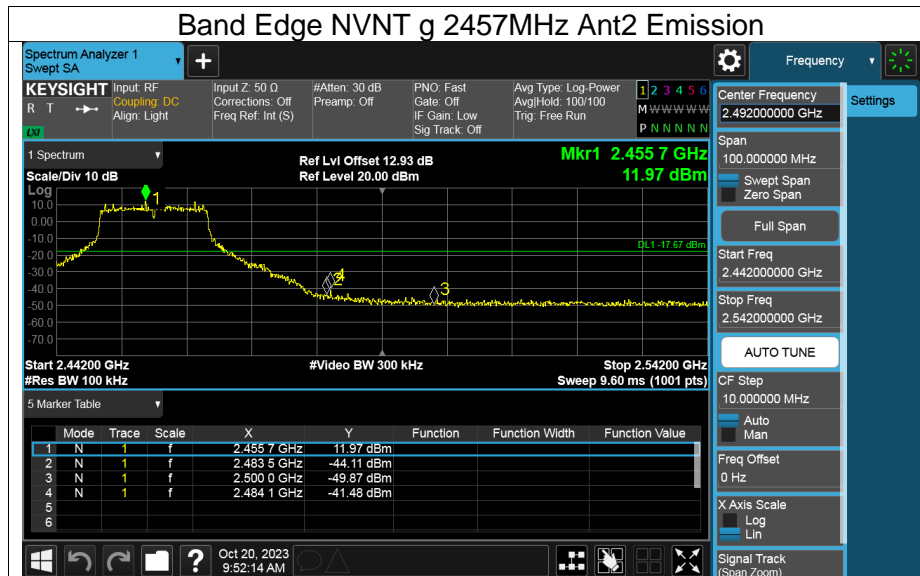 Band Edge NVNT g 2457MHz Ant2 Emission
Spectrum Analyzer 1
Swept SA
+
Frequency
KEYSIGHT
R T
LXI
Input: RF
Coupling: DC
Align: Light
Input Z: 50 Ω
Corrections: Off
Freq Ref: Int (S)
#Atten: 30 dB
Preamp: Off
PNO: Fast
Gate: Off
IF Gain: Low
Sig Track: Off
Avg Type: Log-Power
Avg|Hold: 100/100
Trig: Free Run
1 2 3 4 5 6
M W W W W W
P N N N N N
1 Spectrum
Scale/Div 10 dB
Ref Lvl Offset 12.93 dB
Ref Level 20.00 dBm
Mkr1 2.455 7 GHz
11.97 dBm
Log
10.0
0.00
-10.0
-20.0
-30.0
-40.0
-50.0
-60.0
-70.0
1
2
4
3
DL1 -17.67 dBm
Start 2.44200 GHz
#Res BW 100 kHz
#Video BW 300 kHz
Stop 2.54200 GHz
Sweep 9.60 ms (1001 pts)
5 Marker Table
Mode Trace Scale X Y Function Function Width Function Value
1 N 1 f 2.455 7 GHz 11.97 dBm
2 N 1 f 2.483 5 GHz -44.11 dBm
3 N 1 f 2.500 0 GHz -49.87 dBm
4 N 1 f 2.484 1 GHz -41.48 dBm
5
6
?
Oct 20, 2023
9:52:14 AM
Center Frequency
2.492000000 GHz
Settings
Span
100.000000 MHz
Swept Span
Zero Span
Full Span
Start Freq
2.442000000 GHz
Stop Freq
2.542000000 GHz
AUTO TUNE
CF Step
10.000000 MHz
Auto
Man
Freq Offset
0 Hz
X Axis Scale
Log
Lin
Signal Track
(Span Zoom)